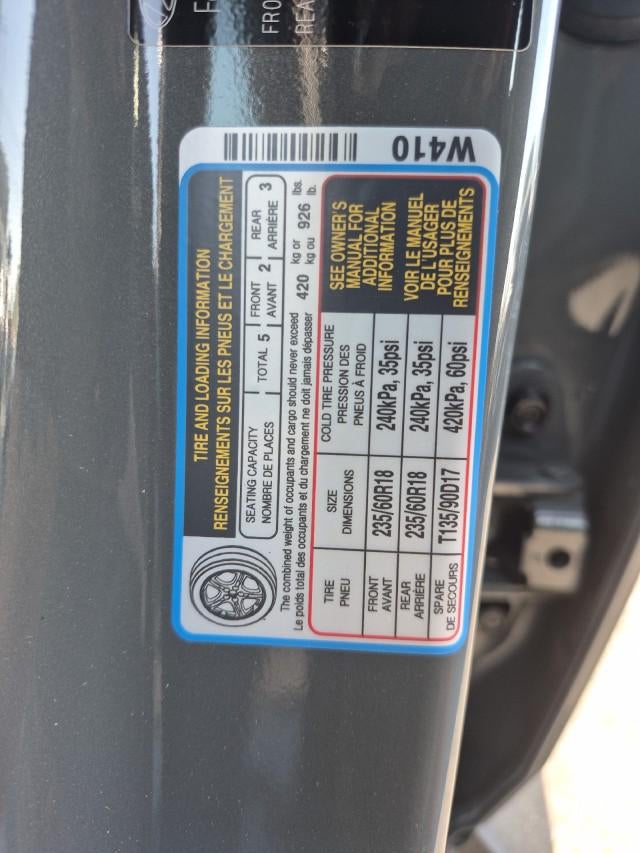 F
FRO
REA
W410
TIRE AND LOADING INFORMATION
RENSEIGNEMENTS SUR LES PNEUS ET LE CHARGEMENT
SEATING CAPACITY
NOMBRE DE PLACES
TOTAL 5
FRONT
AVANT 2
REAR
ARRIÈRE 3
The combined weight of occupants and cargo should never exceed 420 kg or 926 lbs.
Le poids total des occupants et du chargement ne doit jamais dépasser kg ou lb.
TIRE
PNEU
SIZE
DIMENSIONS
COLD TIRE PRESSURE
PRESSION DES
PNEUS À FROID
FRONT
AVANT
235/60R18
240kPa, 35psi
REAR
ARRIÈRE
235/60R18
240kPa, 35psi
SPARE
DE SECOURS
T135/90D17
420kPa, 60psi
SEE OWNER'S
MANUAL FOR
ADDITIONAL
INFORMATION
VOIR LE MANUEL
DE L'USAGER
POUR PLUS DE
RENSEIGNEMENTS